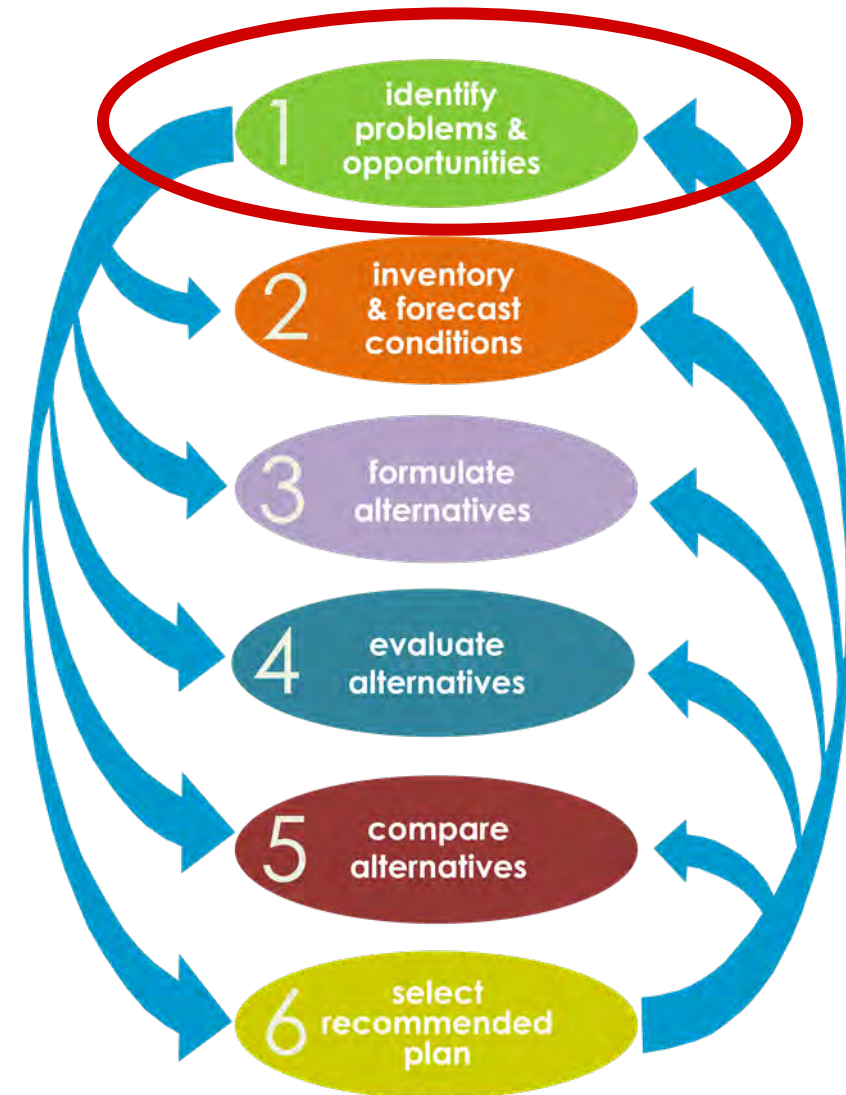 1
identify
problems &
opportunities
2
inventory
& forecast
conditions
3
formulate
alternatives
4
evaluate
alternatives
5
compare
alternatives
6
select
recommended
plan